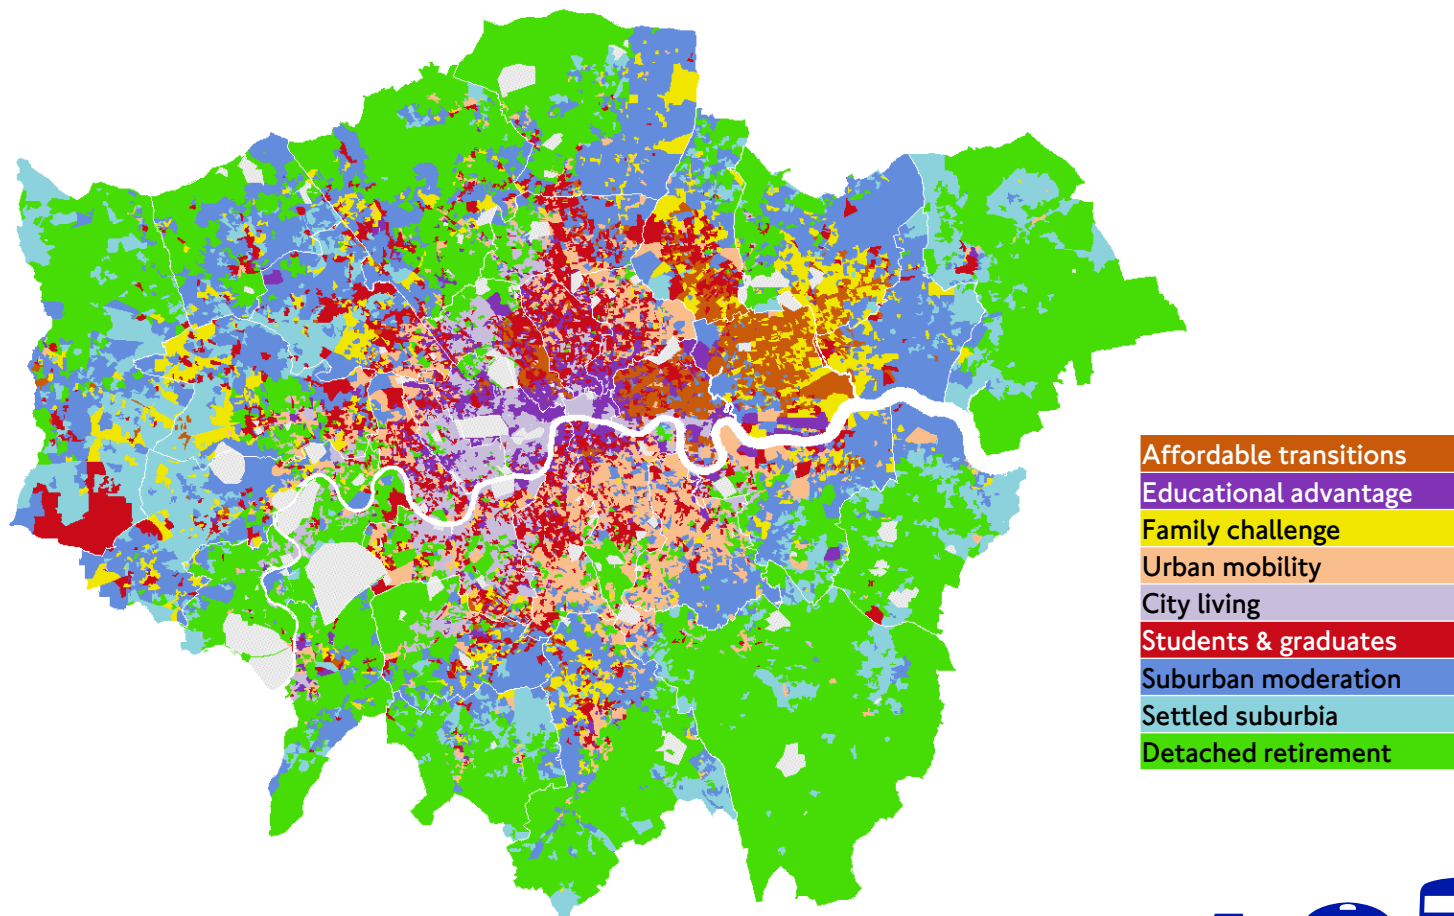 Affordable transitions
Educational advantage
Family challenge
Urban mobility
City living
Students & graduates
Suburban moderation
Settled suburbia
Detached retirement